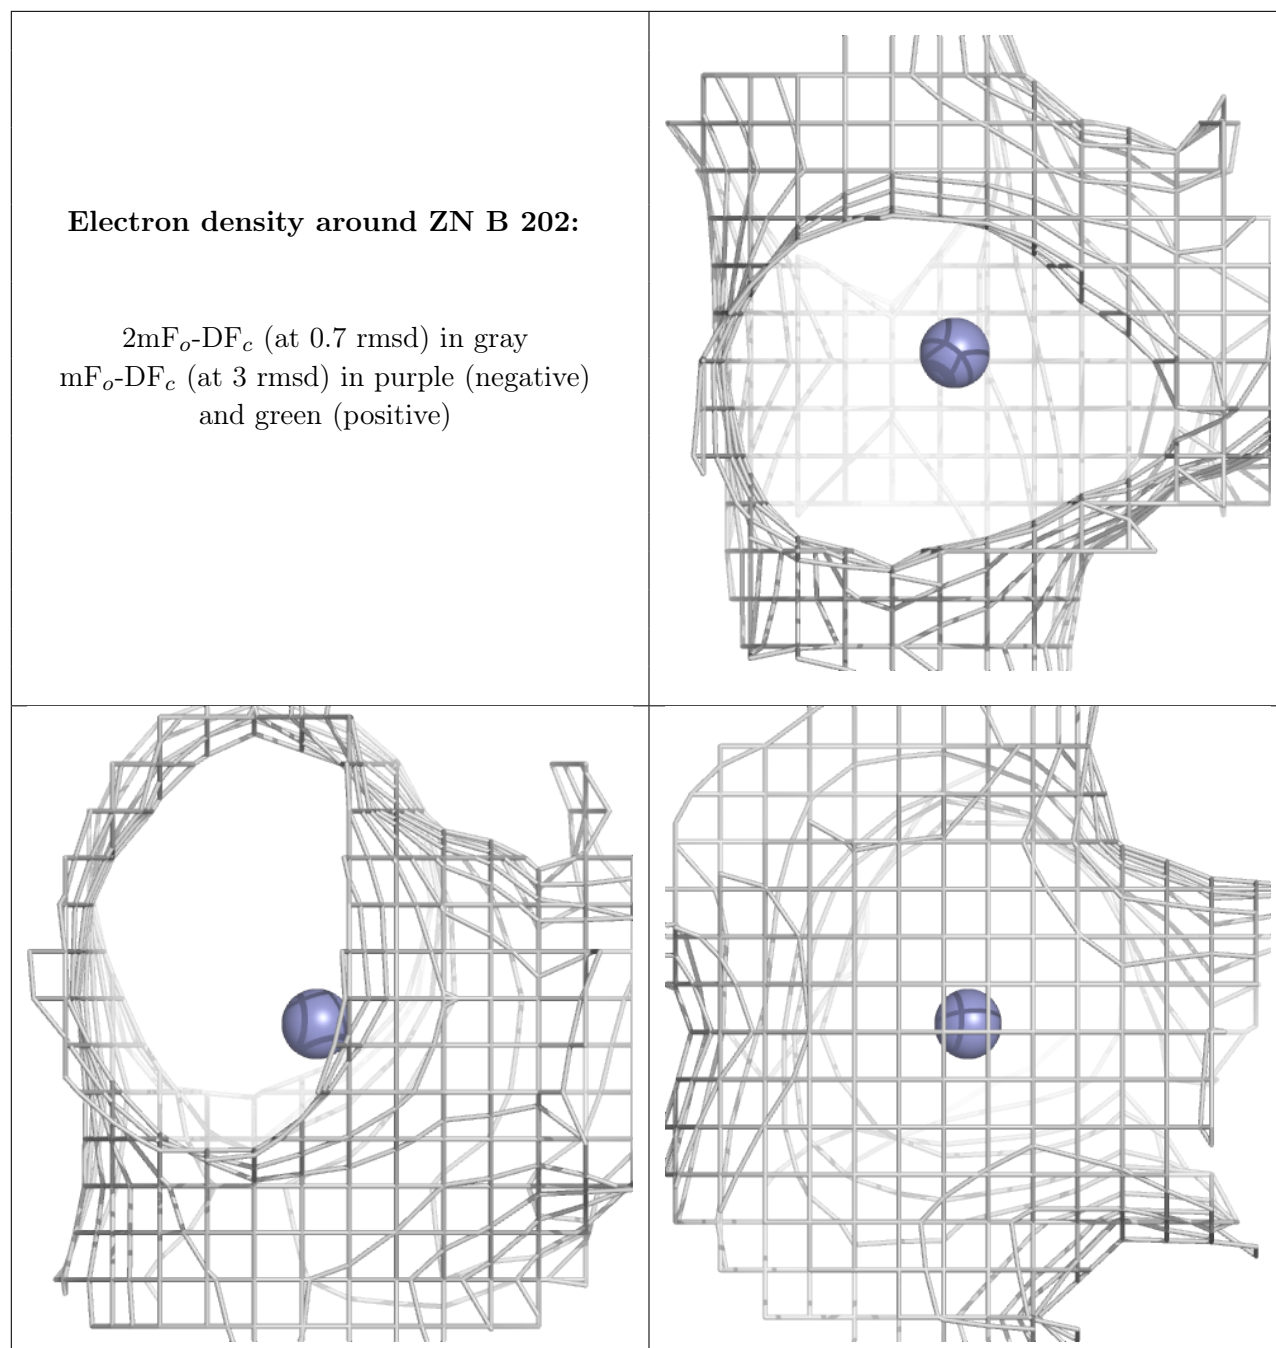 Electron density around ZN B 202:
2mFo-DFc (at 0.7 rmsd) in gray
mFo-DFc (at 3 rmsd) in purple (negative)
and green (positive)